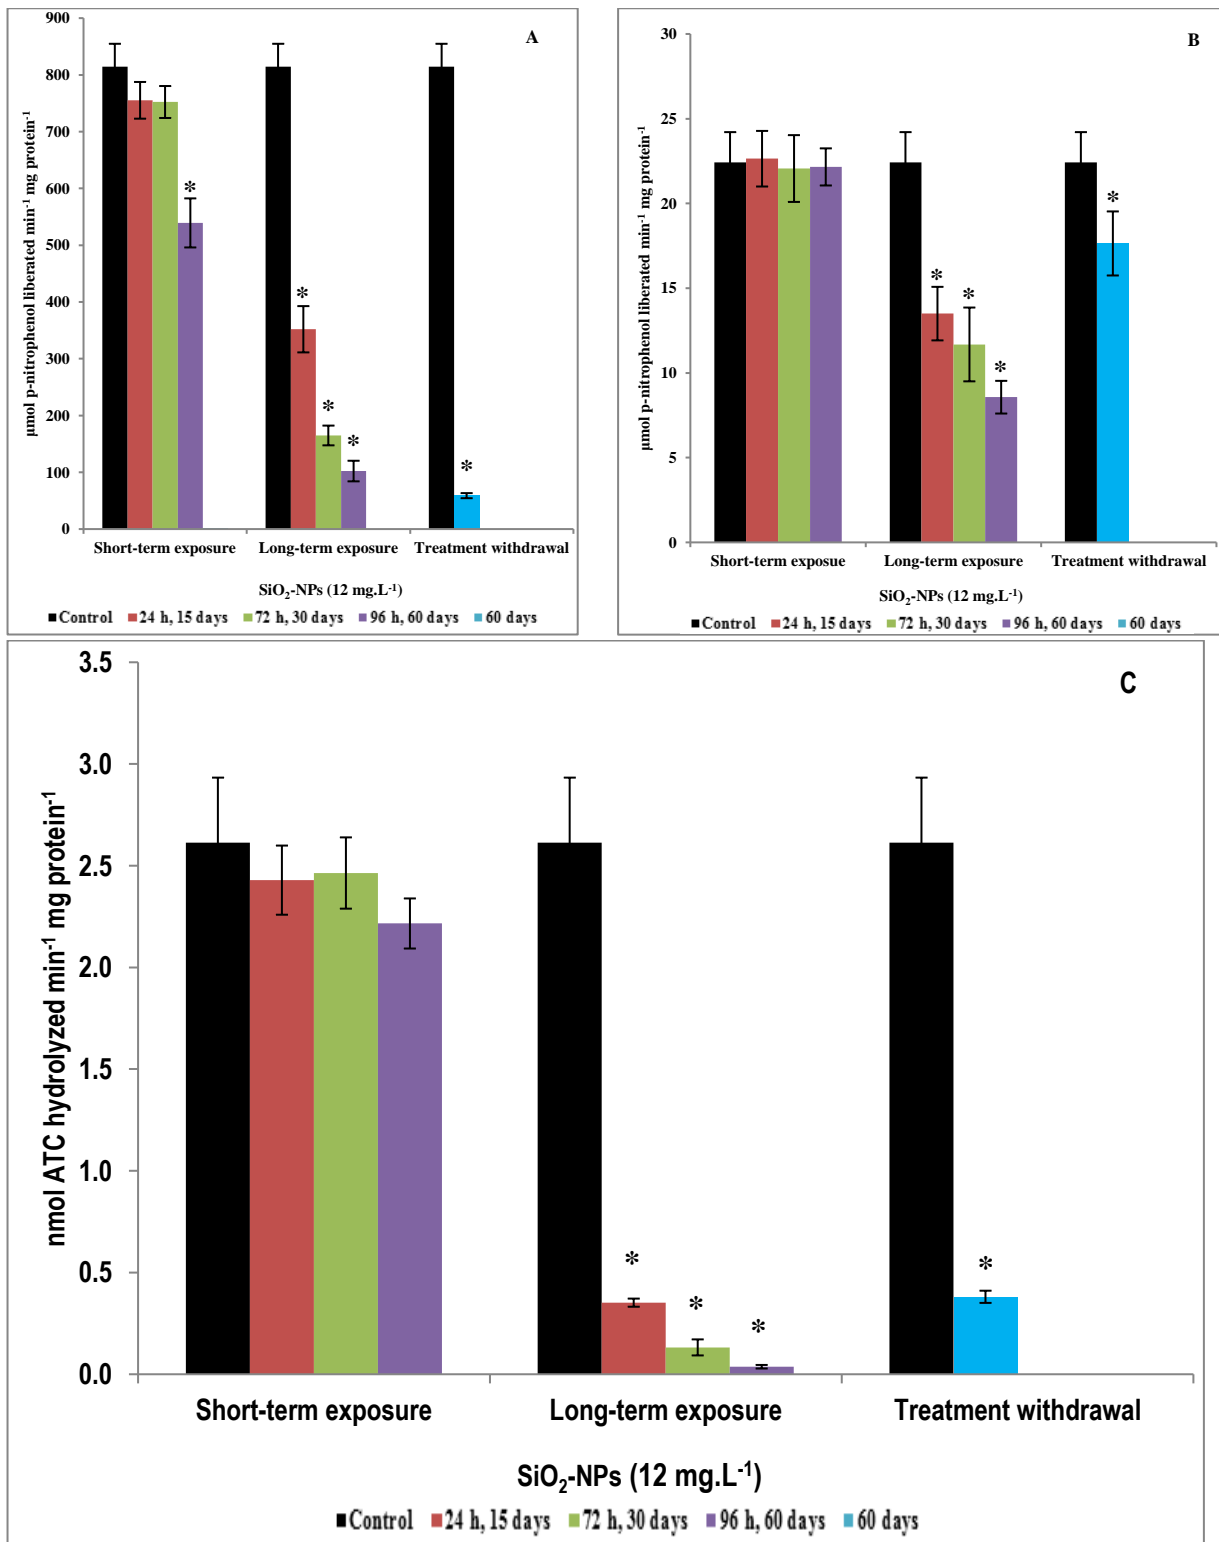 A
900
800
700
600
500
400
300
200
100
0
µmol p-nitrophenol liberated min⁻¹ mg protein⁻¹
* * * * *
Short-term exposure Long-term exposure Treatment withdrawal
SiO₂-NPs (12 mg.L⁻¹)
Control 24 h, 15 days 72 h, 30 days 96 h, 60 days 60 days
B
30
25
20
15
10
5
0
µmol p-nitrophenol liberated min⁻¹ mg protein⁻¹
* * * *
Short-term exposue Long-term exposure Treatment withdrawal
SiO₂-NPs (12 mg.L⁻¹)
Control 24 h, 15 days 72 h, 30 days 96 h, 60 days 60 days
C
3.5
3.0
2.5
2.0
1.5
1.0
0.5
0.0
nmol ATC hydrolyzed min⁻¹ mg protein⁻¹
* * * *
Short-term exposure Long-term exposure Treatment withdrawal
SiO₂-NPs (12 mg.L⁻¹)
Control 24 h, 15 days 72 h, 30 days 96 h, 60 days 60 days